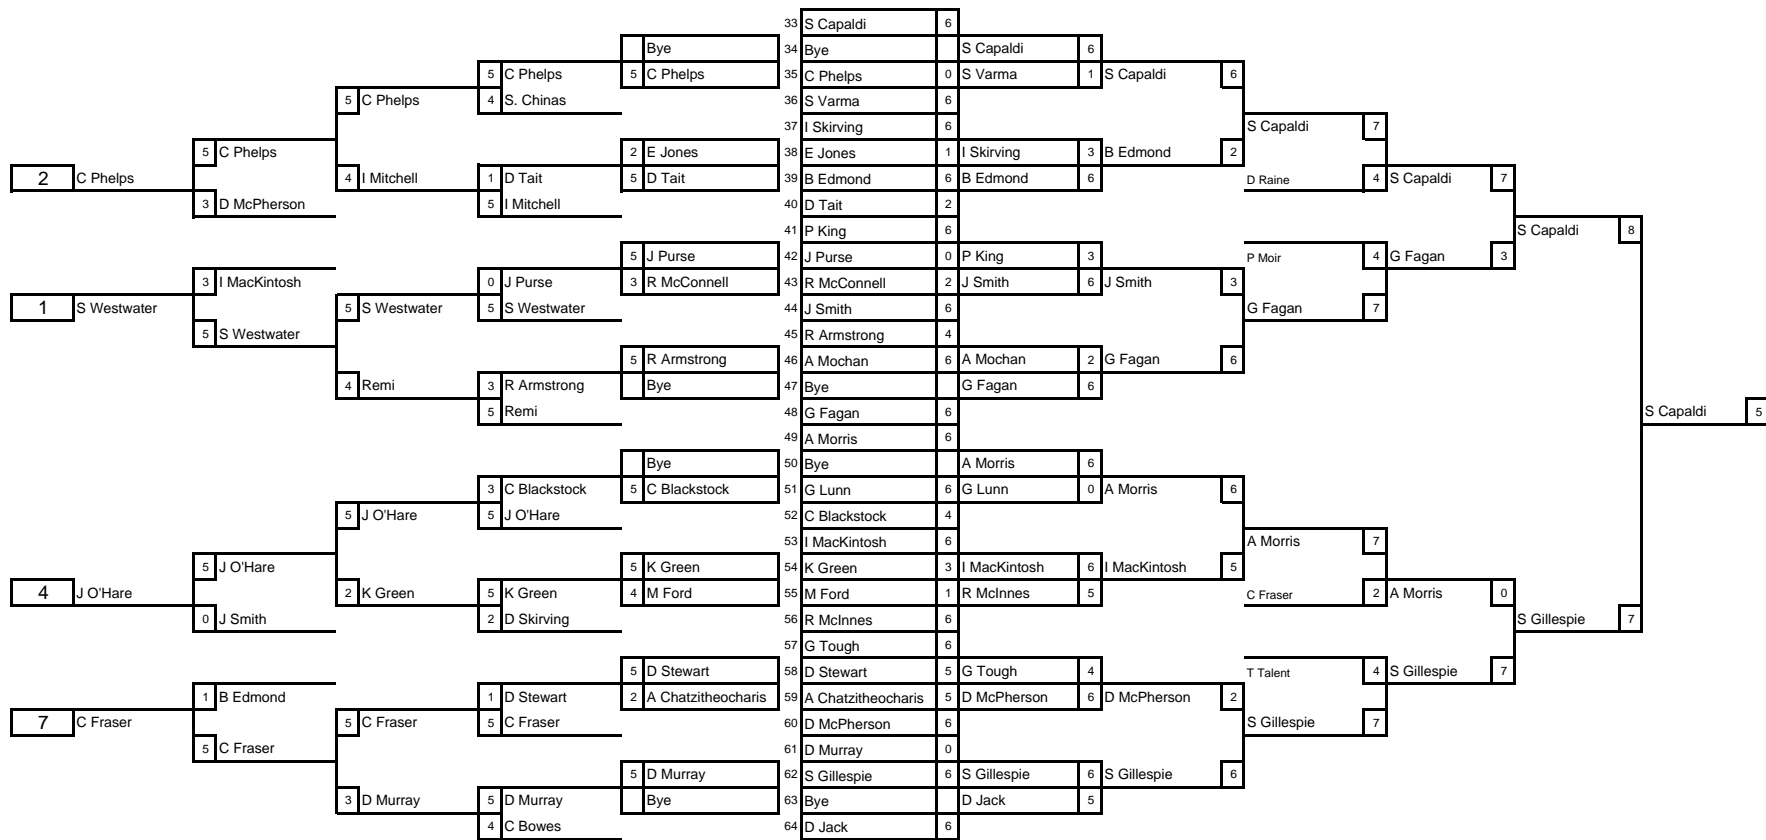 33 S Capaldi 6
Bye 34 Bye S Capaldi 6
5 C Phelps 5 C Phelps 35 C Phelps 0 S Varma 1 S Capaldi 6
5 C Phelps 4 S. Chinas 36 S Varma 6
37 I Skirving 6 S Capaldi 7
5 C Phelps 2 E Jones 38 E Jones 1 I Skirving 3 B Edmond 2
2 C Phelps 4 I Mitchell 1 D Tait 5 D Tait 39 B Edmond 6 B Edmond 6 D Raine 4 S Capaldi 7
3 D McPherson 5 I Mitchell 40 D Tait 2
41 P King 6 S Capaldi 8
5 J Purse 42 J Purse 0 P King 3 P Moir 4 G Fagan 3
3 I MacKintosh 0 J Purse 3 R McConnell 43 R McConnell 2 J Smith 6 J Smith 3
1 S Westwater 5 S Westwater 5 S Westwater 44 J Smith 6 G Fagan 7
5 S Westwater 45 R Armstrong 4
5 R Armstrong 46 A Mochan 6 A Mochan 2 G Fagan 6
4 Remi 3 R Armstrong Bye 47 Bye G Fagan 6
5 Remi 48 G Fagan 6 S Capaldi 5
49 A Morris 6
Bye 50 Bye A Morris 6
3 C Blackstock 5 C Blackstock 51 G Lunn 6 G Lunn 0 A Morris 6
5 J O'Hare 5 J O'Hare 52 C Blackstock 4
53 I MacKintosh 6 A Morris 7
5 J O'Hare 5 K Green 54 K Green 3 I MacKintosh 6 I MacKintosh 5
4 J O'Hare 2 K Green 5 K Green 4 M Ford 55 M Ford 1 R McInnes 5 C Fraser 2 A Morris 0
0 J Smith 2 D Skirving 56 R McInnes 6 S Gillespie 7
57 G Tough 6
5 D Stewart 58 D Stewart 5 G Tough 4 T Talent 4 S Gillespie 7
1 B Edmond 1 D Stewart 2 A Chatzitheocharis 59 A Chatzitheocharis 5 D McPherson 6 D McPherson 2
7 C Fraser 5 C Fraser 5 C Fraser 60 D McPherson 6 S Gillespie 7
5 C Fraser 61 D Murray 0
5 D Murray 62 S Gillespie 6 S Gillespie 6 S Gillespie 6
3 D Murray 5 D Murray Bye 63 Bye D Jack 5
4 C Bowes 64 D Jack 6